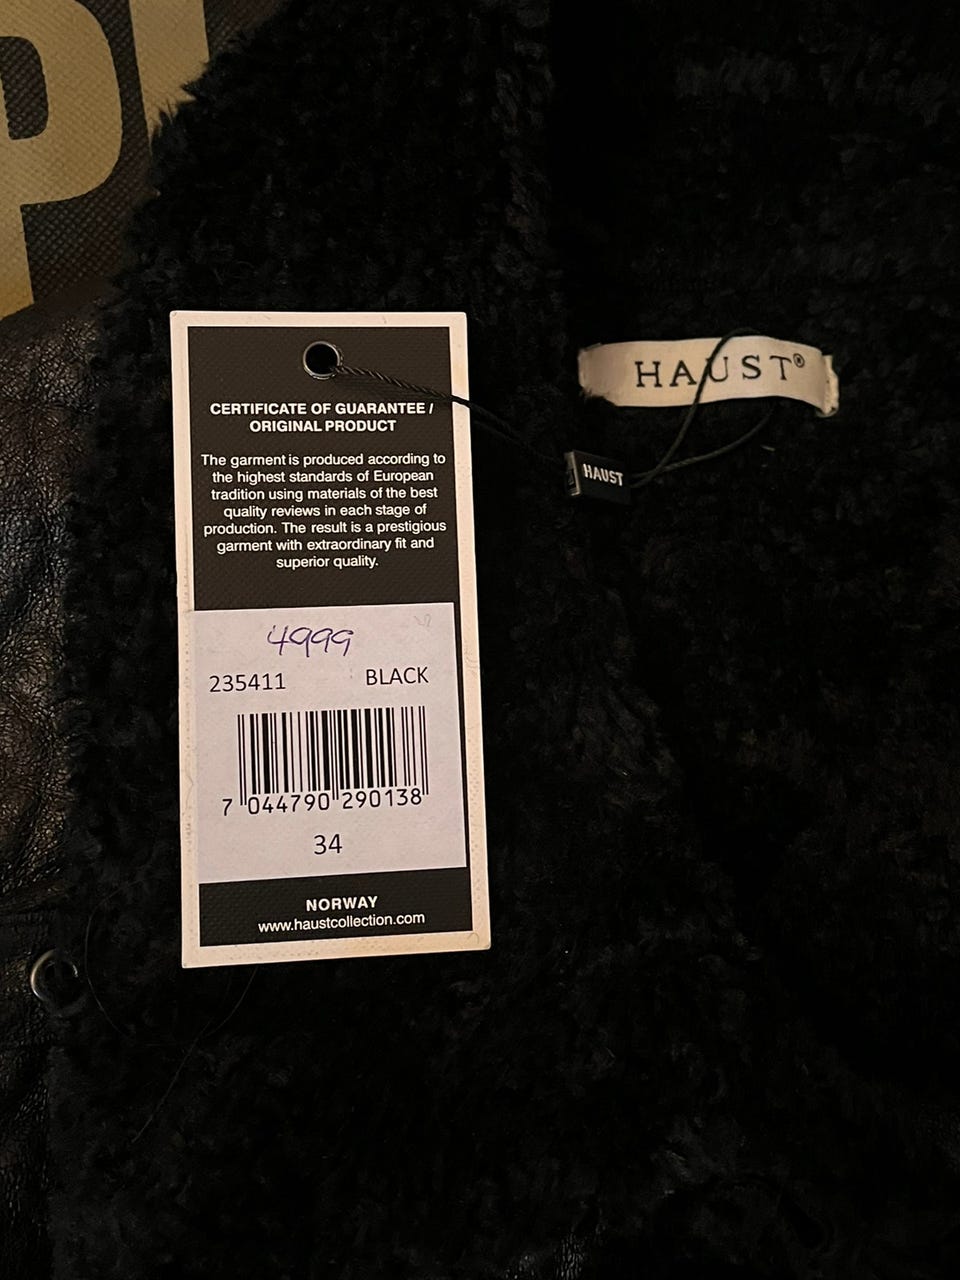 P
HAUST®
HAUST
CERTIFICATE OF GUARANTEE /
ORIGINAL PRODUCT
The garment is produced according to
the highest standards of European
tradition using materials of the best
quality reviews in each stage of
production. The result is a prestigious
garment with extraordinary fit and
superior quality.
4999
235411 BLACK
7 044790 290138
34
NORWAY
www.haustcollection.com